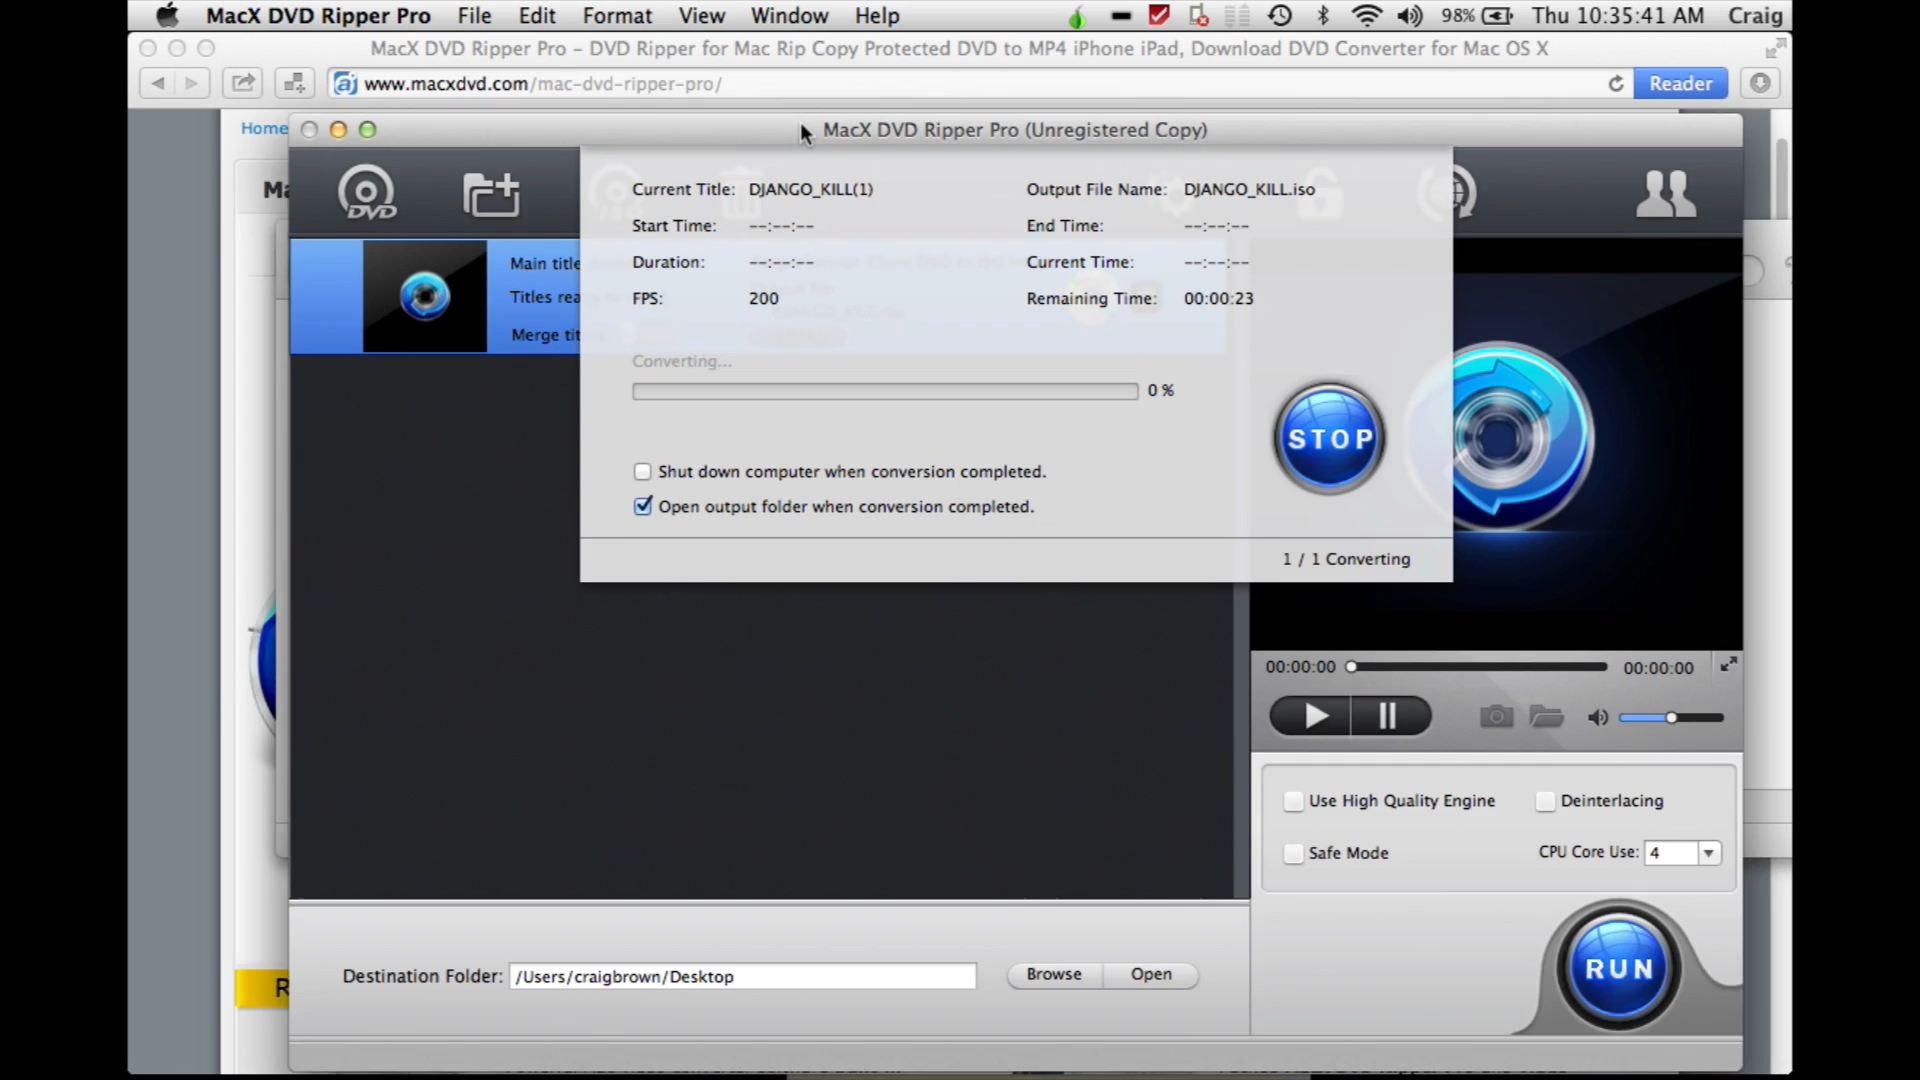 MacX DVD Ripper Pro File Edit Format View Window Help 98% Thu 10:35:41 AM Craig
MacX DVD Ripper Pro – DVD Ripper for Mac Rip Copy Protected DVD to MP4 iPhone iPad, Download DVD Converter for Mac OS X
www.macxdvd.com/mac-dvd-ripper-pro/ Reader
Home
MacX DVD Ripper Pro (Unregistered Copy)
DVD
Current Title: DJANGO_KILL(1) Output File Name: DJANGO_KILL.iso
Start Time: --:--:-- End Time: --:--:--
Duration: --:--:-- Current Time: --:--:--
FPS: 200 Remaining Time: 00:00:23
Main title
Titles
Merge
Converting...
0 %
STOP
Shut down computer when conversion completed.
Open output folder when conversion completed.
1 / 1 Converting
00:00:00 00:00:00
Use High Quality Engine Deinterlacing
Safe Mode CPU Core Use: 4
Destination Folder: /Users/craigbrown/Desktop Browse Open
RUN